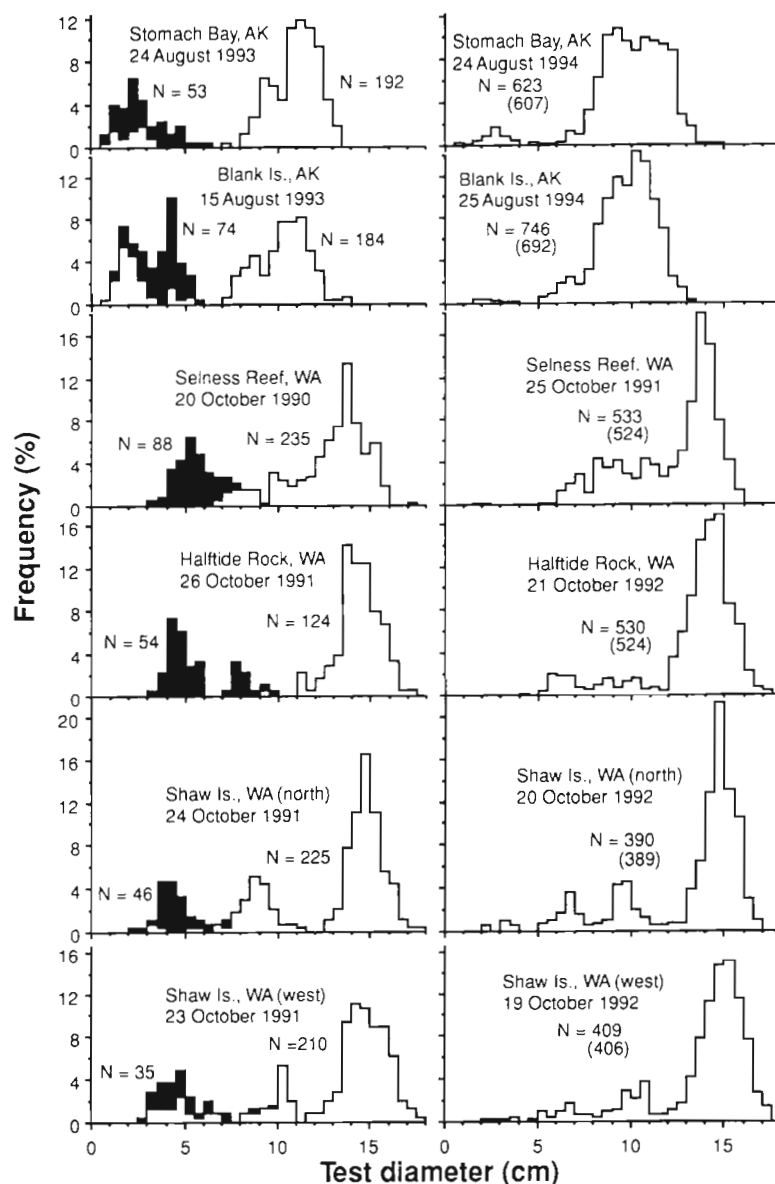 Frequency (%)
12
8
4
0
Stomach Bay, AK
24 August 1993
N = 53
N = 192
Stomach Bay, AK
24 August 1994
N = 623
(607)
12
8
4
0
Blank Is., AK
15 August 1993
N = 74
N = 184
Blank Is., AK
25 August 1994
N = 746
(692)
16
12
8
4
0
Selness Reef, WA
20 October 1990
N = 88
N = 235
Selness Reef. WA
25 October 1991
N = 533
(524)
16
12
8
4
0
Halftide Rock, WA
26 October 1991
N = 54
N = 124
Halftide Rock, WA
21 October 1992
N = 530
(524)
20
16
12
8
4
0
Shaw Is., WA (north)
24 October 1991
N = 46
N = 225
Shaw Is., WA (north)
20 October 1992
N = 390
(389)
16
12
8
4
0
Shaw Is., WA (west)
23 October 1991
N = 35
N =210
Shaw Is., WA (west)
19 October 1992
N = 409
(406)
0 5 10 15 0 5 10 15
Test diameter (cm)